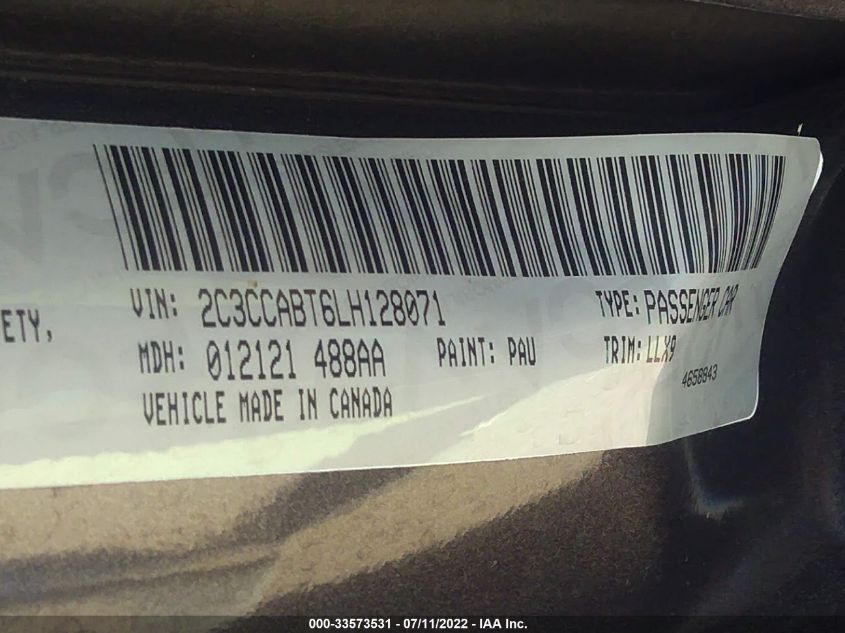 VIN: 2C3CCABT6LH128071 TYPE: PASSENGER CAR
ETY,
MDH: 012121 488AA PAINT: PAU TRIM: LLX9
4658843
VEHICLE MADE IN CANADA
000-33573531 - 07/11/2022 - IAA Inc.